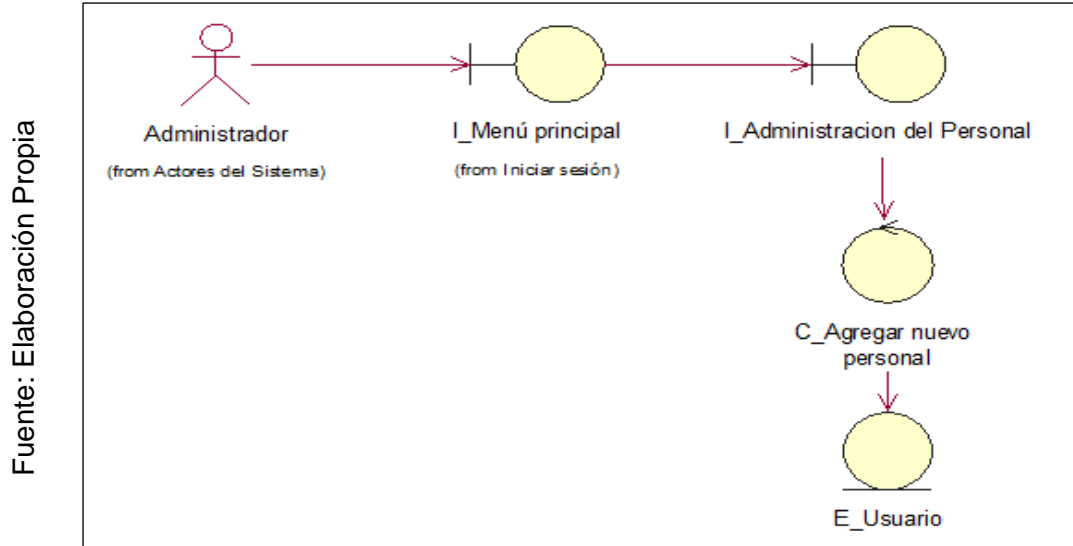 Fuente: Elaboración Propia
Administrador
(from Actores del Sistema)
I_Menú principal
(from Iniciar sesión)
I_Administracion del Personal
C_Agregar nuevo
personal
E_Usuario